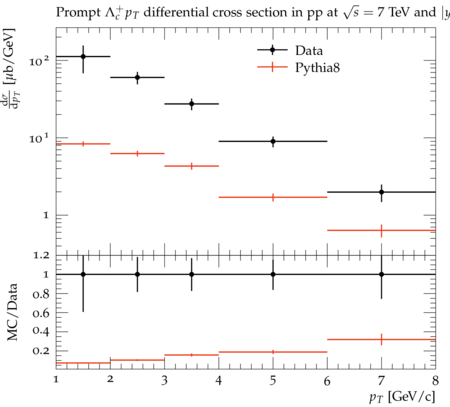 Prompt Λc⁺ pT differential cross section in pp at √s = 7 TeV and |y
dσ/dpT [μb/GeV]
Data
Pythia8
10²
10¹
1
MC/Data
1.2
1
0.8
0.6
0.4
0.2
1 2 3 4 5 6 7 8
pT [GeV/c]